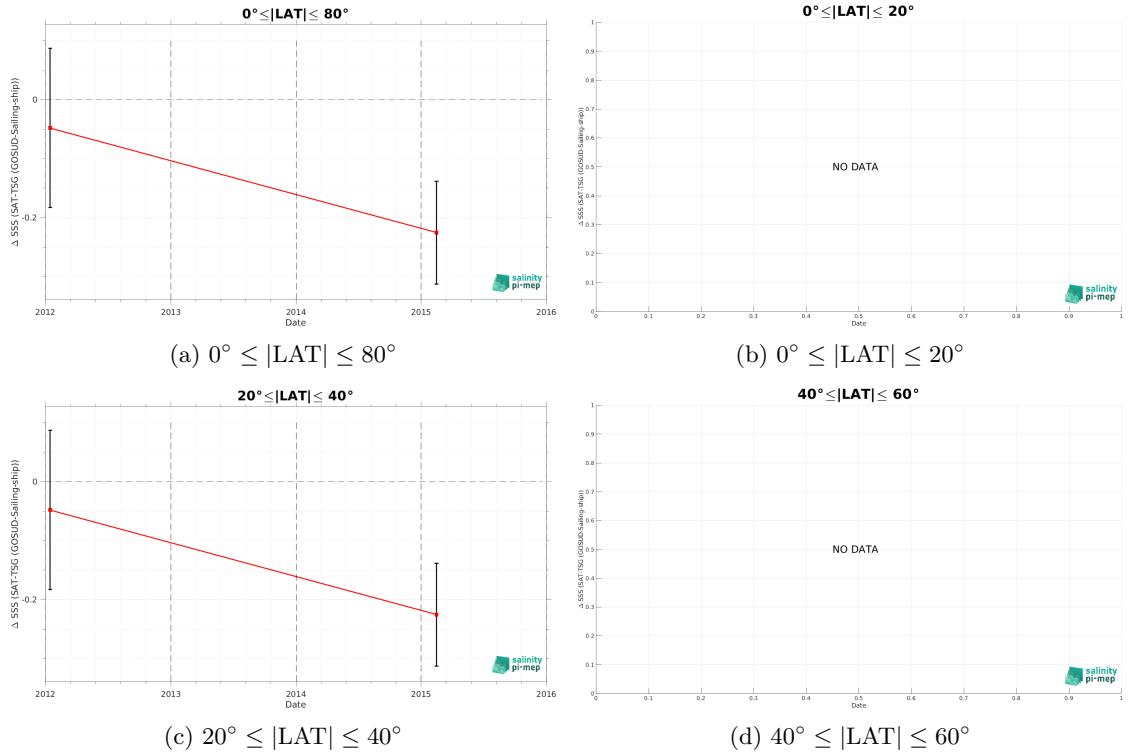 0°≤|LAT|≤ 80°
Δ SSS (SAT-TSG (GOSUD-Sailing-ship))
0
-0.2
2012 2013 2014 2015 2016
Date
salinity
pi-mep
(a) 0° ≤ |LAT| ≤ 80°
0°≤|LAT|≤ 20°
Δ SSS (SAT-TSG (GOSUD-Sailing-ship))
1
0.9
0.8
0.7
0.6
0.5
0.4
0.3
0.2
0.1
0
NO DATA
0 0.1 0.2 0.3 0.4 0.5 0.6 0.7 0.8 0.9 1
Date
salinity
pi-mep
(b) 0° ≤ |LAT| ≤ 20°
20°≤|LAT|≤ 40°
Δ SSS (SAT-TSG (GOSUD-Sailing-ship))
0
-0.2
2012 2013 2014 2015 2016
Date
salinity
pi-mep
(c) 20° ≤ |LAT| ≤ 40°
40°≤|LAT|≤ 60°
Δ SSS (SAT-TSG (GOSUD-Sailing-ship))
1
0.9
0.8
0.7
0.6
0.5
0.4
0.3
0.2
0.1
0
NO DATA
0 0.1 0.2 0.3 0.4 0.5 0.6 0.7 0.8 0.9 1
Date
salinity
pi-mep
(d) 40° ≤ |LAT| ≤ 60°